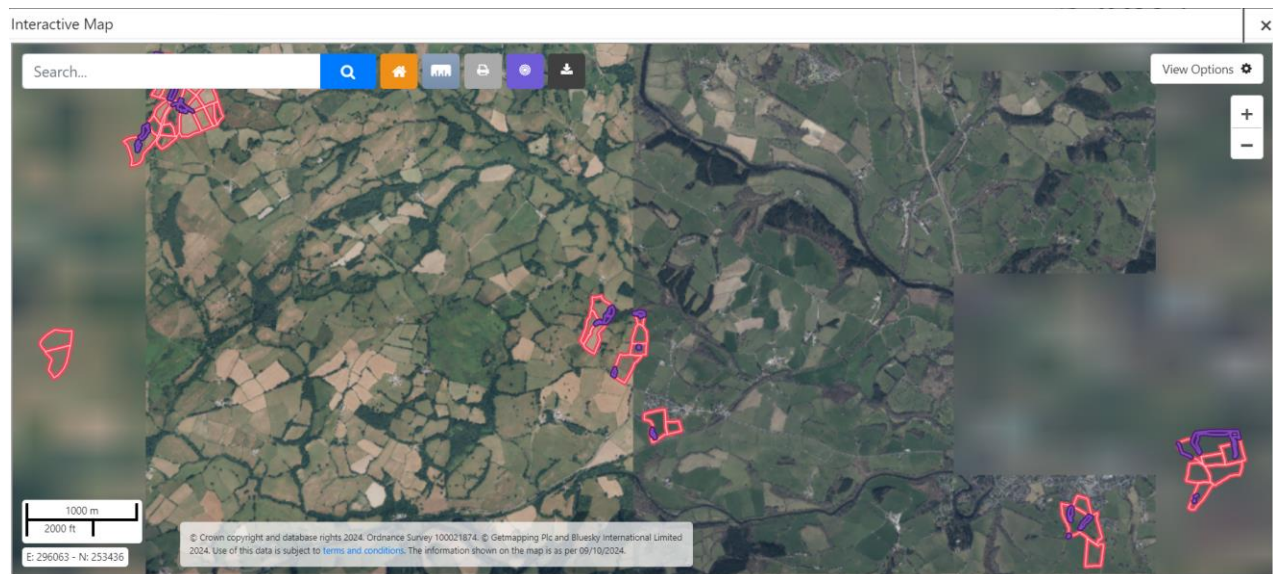 Interactive Map
×
Search...
View Options
+
−
1000 m
2000 ft
© Crown copyright and database rights 2024. Ordnance Survey 100021874. © Getmapping Plc and Bluesky International Limited
2024. Use of this data is subject to terms and conditions. The information shown on the map is as per 09/10/2024.
E: 296063 - N: 253436